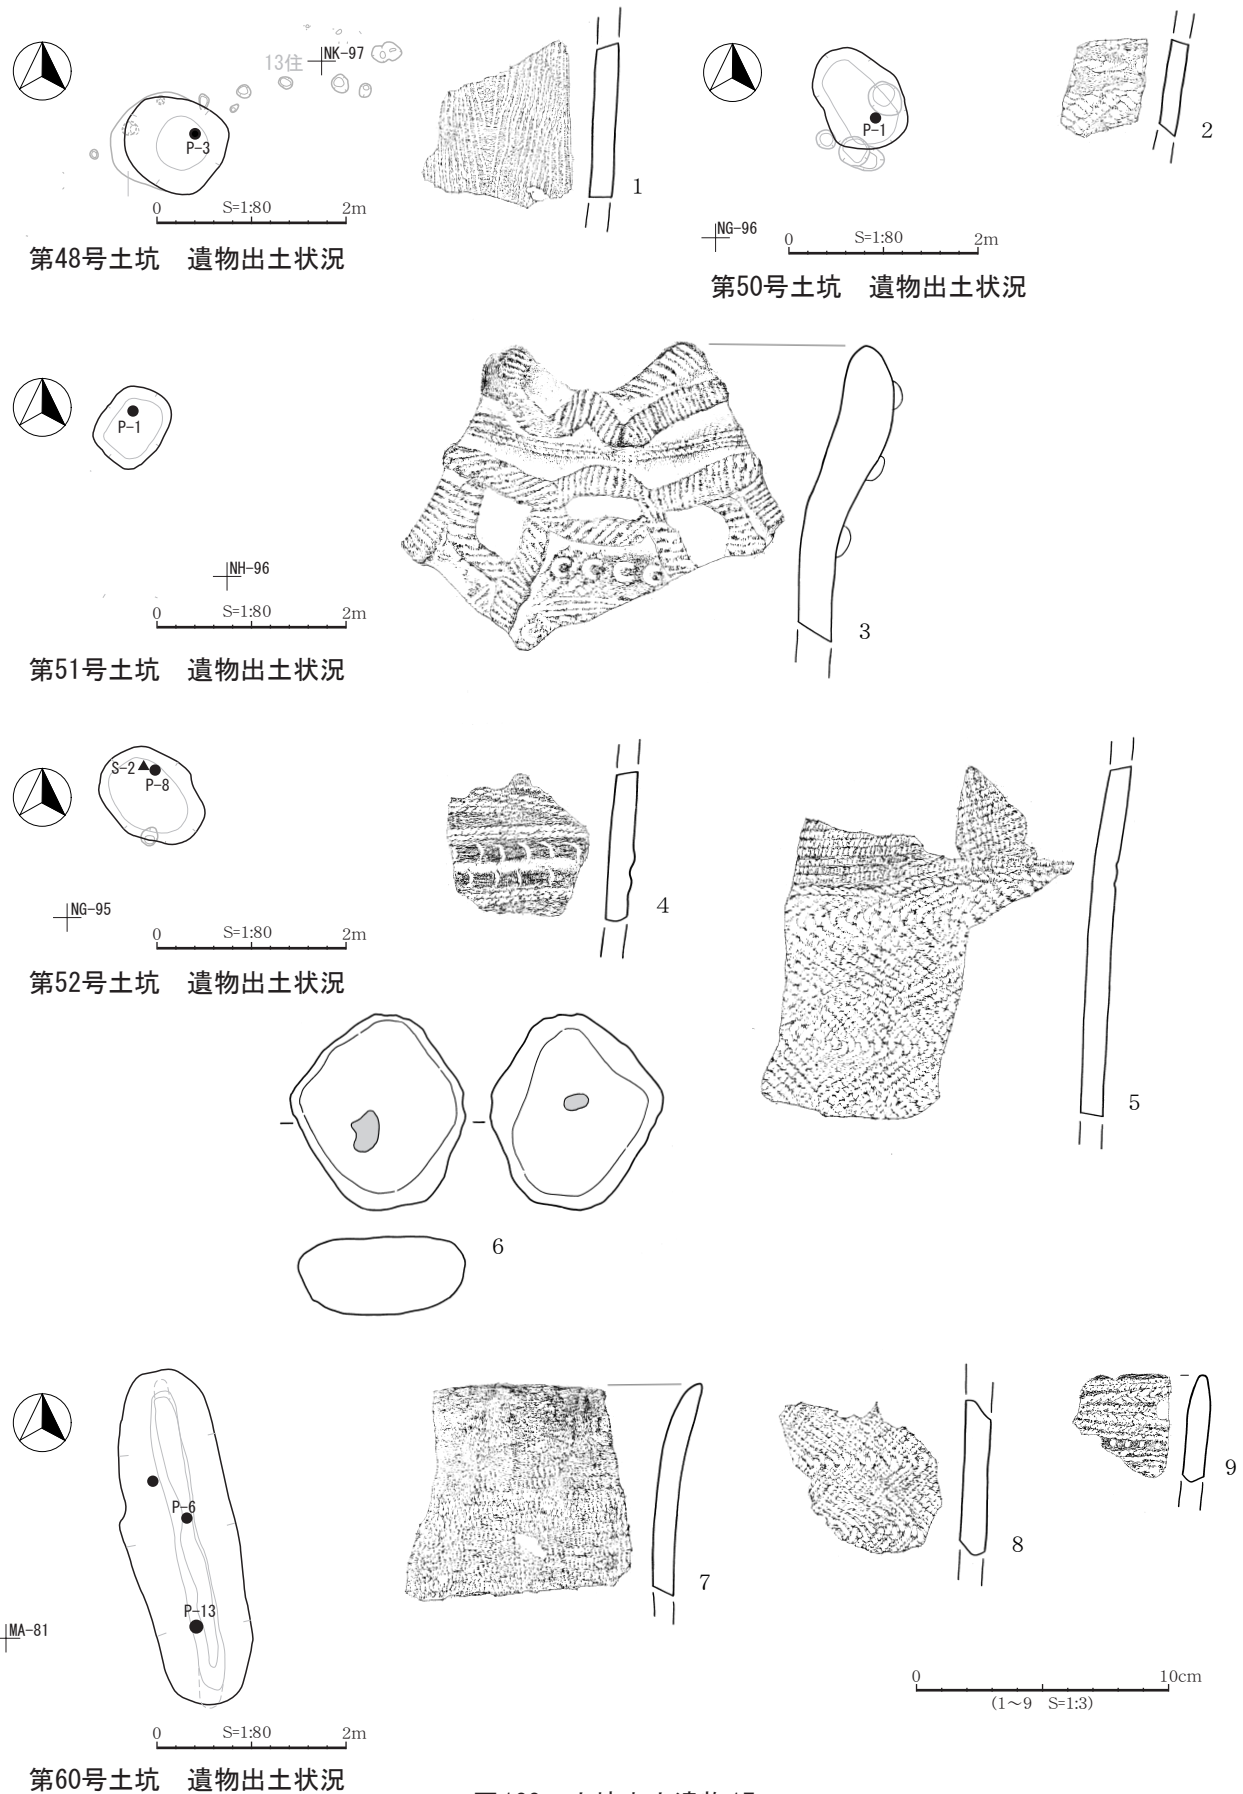 13住 NK-97
P-3
0 S=1:80 2m
第48号土坑　遺物出土状況
1
P-1
NG-96
0 S=1:80 2m
第50号土坑　遺物出土状況
2
P-1
NH-96
0 S=1:80 2m
第51号土坑　遺物出土状況
3
S-2
P-8
NG-95
0 S=1:80 2m
第52号土坑　遺物出土状況
4
5
6
P-6
P-13
MA-81
0 S=1:80 2m
第60号土坑　遺物出土状況
7
8
9
0 10cm
(1～9　S=1:3)